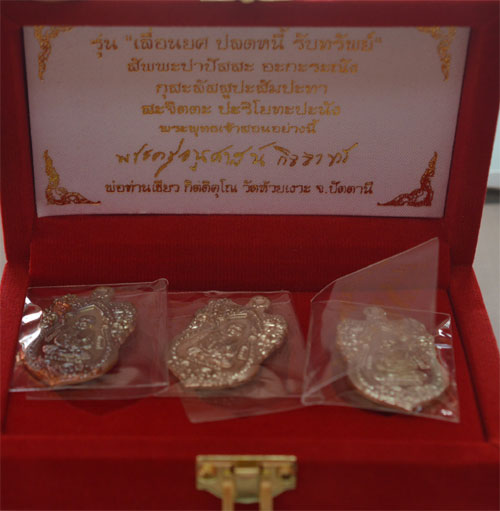 รุ่น "เลื่อนยศ ปลดหนี้ รับทรัพย์"
สัพพะปาปัสสะ อะกะระณัง
กุสะลัสสูปะสัมปะทา
สะจิตตะ ปะริโยทะปะนัง
พระพุทธเจ้าสอนอย่างนี้
พ่อท่านเขียว กิตติคุโณ วัดห้วยเงาะ จ.ปัตตานี